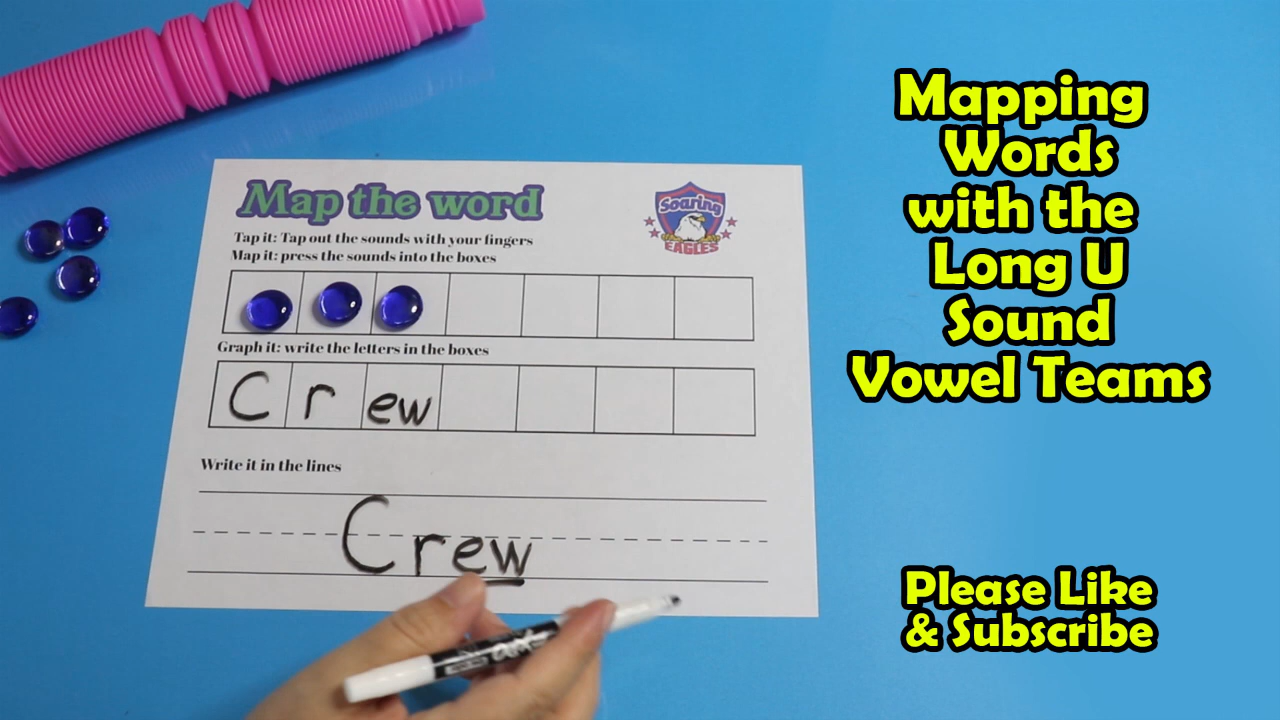 Map the word
Soaring
EAGLES
Tap it: Tap out the sounds with your fingers
Map it: press the sounds into the boxes
Graph it: write the letters in the boxes
C r ew
Write it in the lines
Crew
Mapping
Words
with the
Long U
Sound
Vowel Teams
Please Like
& Subscribe